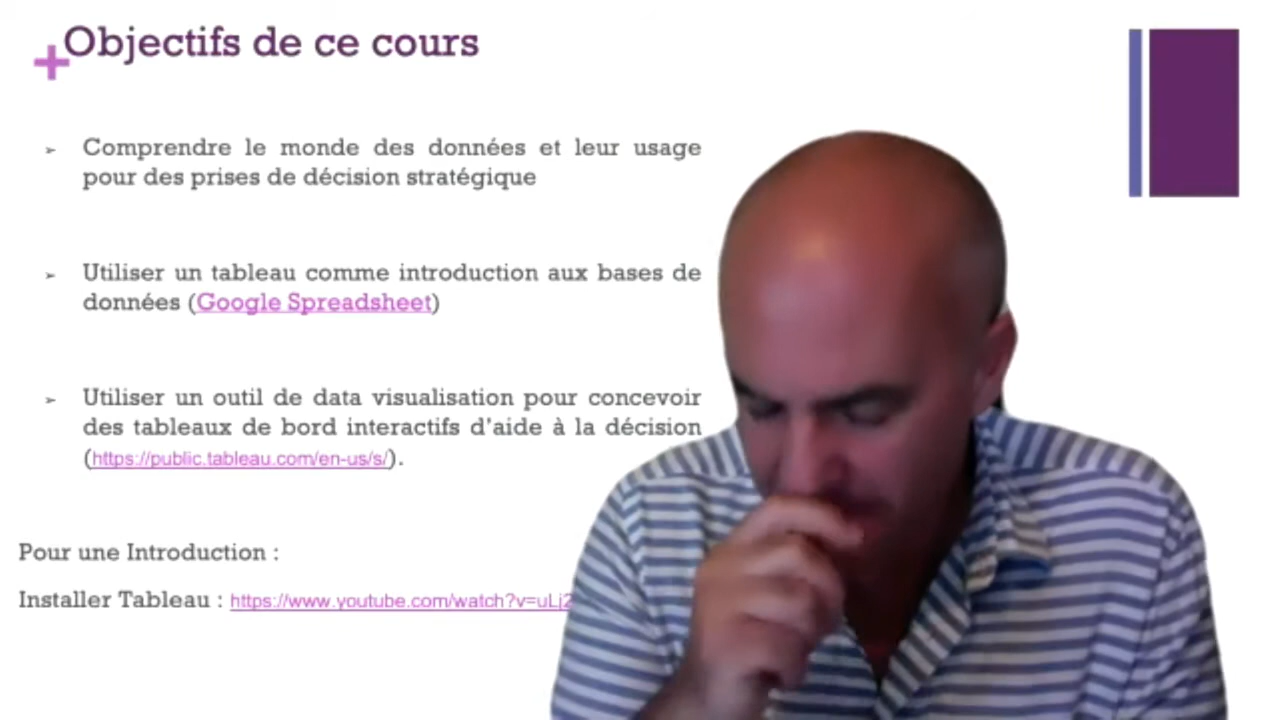 Objectifs de ce cours
Comprendre le monde des données et leur usage
pour des prises de décision stratégique
Utiliser un tableau comme introduction aux bases de
données (Google Spreadsheet)
Utiliser un outil de data visualisation pour concevoir
des tableaux de bord interactifs d'aide à la décision
(https://public.tableau.com/en-us/s/).
Pour une Introduction :
Installer Tableau : https://www.youtube.com/watch?v=uLj2